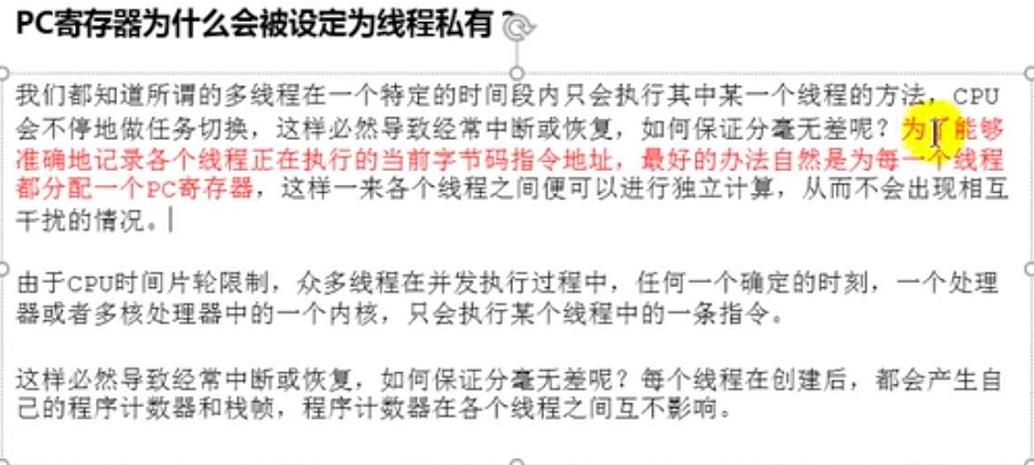 PC寄存器为什么会被设定为线程私有？
我们都知道所谓的多线程在一个特定的时间段内只会执行其中某一个线程的方法，CPU
会不停地做任务切换，这样必然导致经常中断或恢复，如何保证分毫无差呢？为了能够
准确地记录各个线程正在执行的当前字节码指令地址，最好的办法自然是为每一个线程
都分配一个PC寄存器，这样一来各个线程之间便可以进行独立计算，从而不会出现相互
干扰的情况。
由于CPU时间片轮限制，众多线程在并发执行过程中，任何一个确定的时刻，一个处理
器或者多核处理器中的一个内核，只会执行某个线程中的一条指令。
这样必然导致经常中断或恢复，如何保证分毫无差呢？每个线程在创建后，都会产生自
己的程序计数器和栈帧，程序计数器在各个线程之间互不影响。